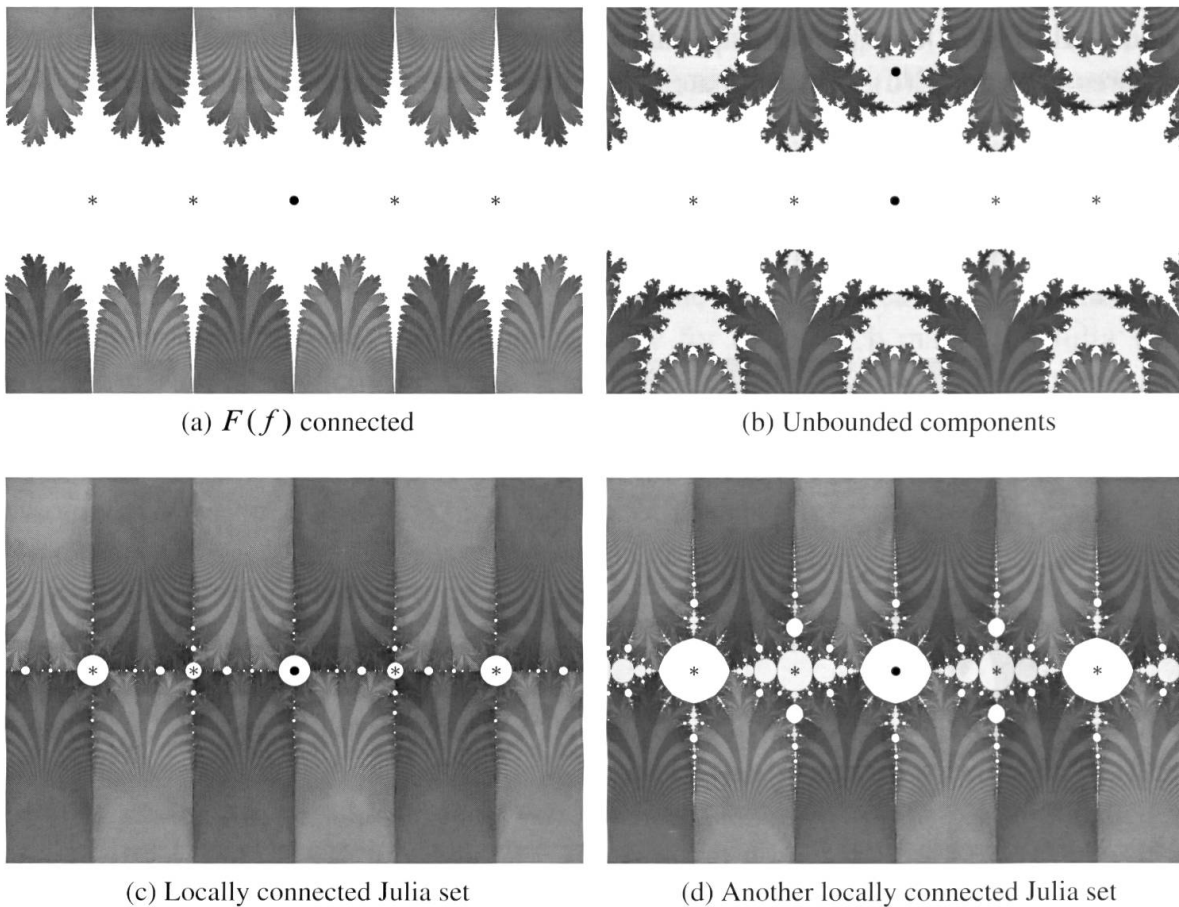 (a) F(f) connected
(b) Unbounded components
(c) Locally connected Julia set
(d) Another locally connected Julia set